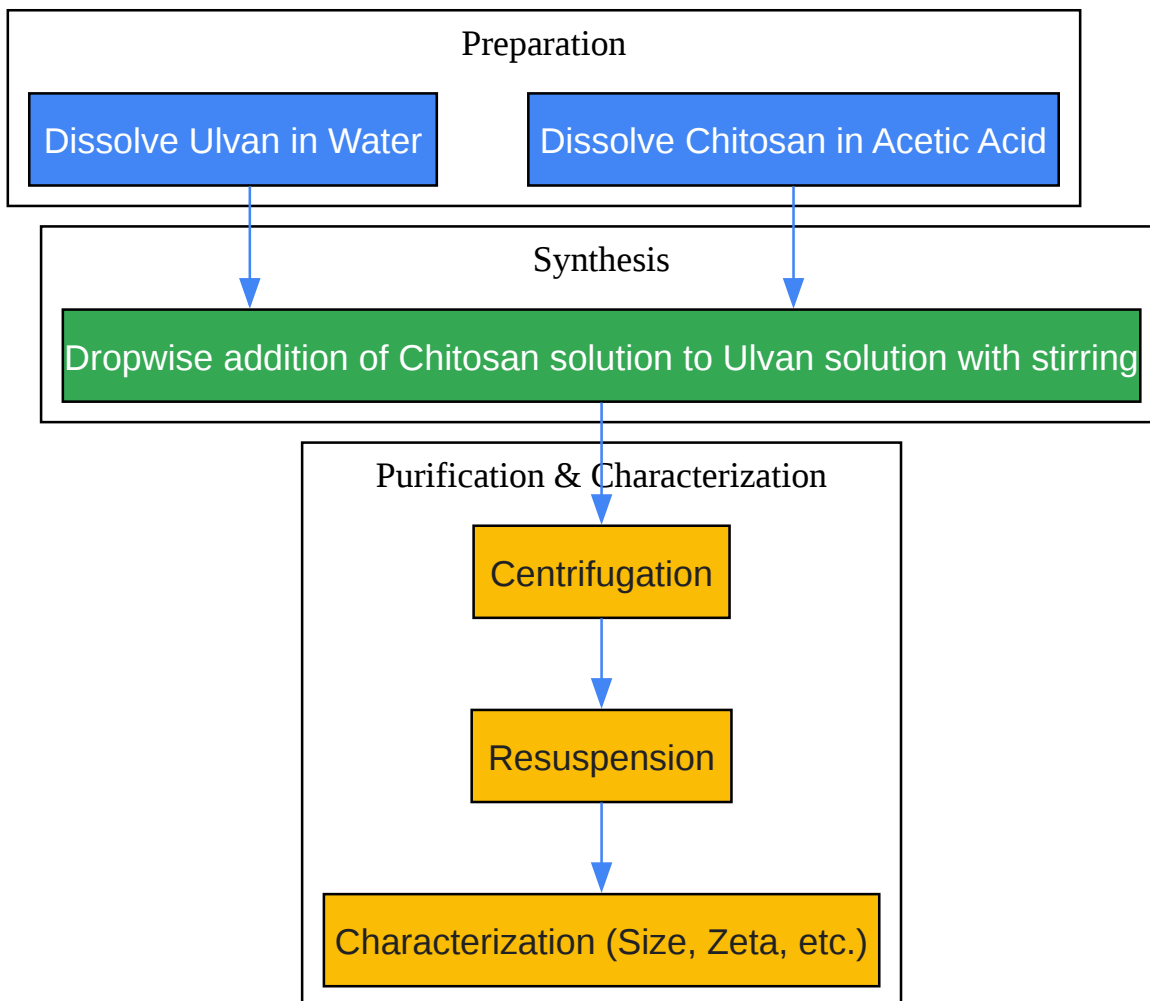 Preparation
Dissolve Ulvan in Water
Dissolve Chitosan in Acetic Acid
Synthesis
Dropwise addition of Chitosan solution to Ulvan solution with stirring
Purification & Characterization
Centrifugation
Resuspension
Characterization (Size, Zeta, etc.)